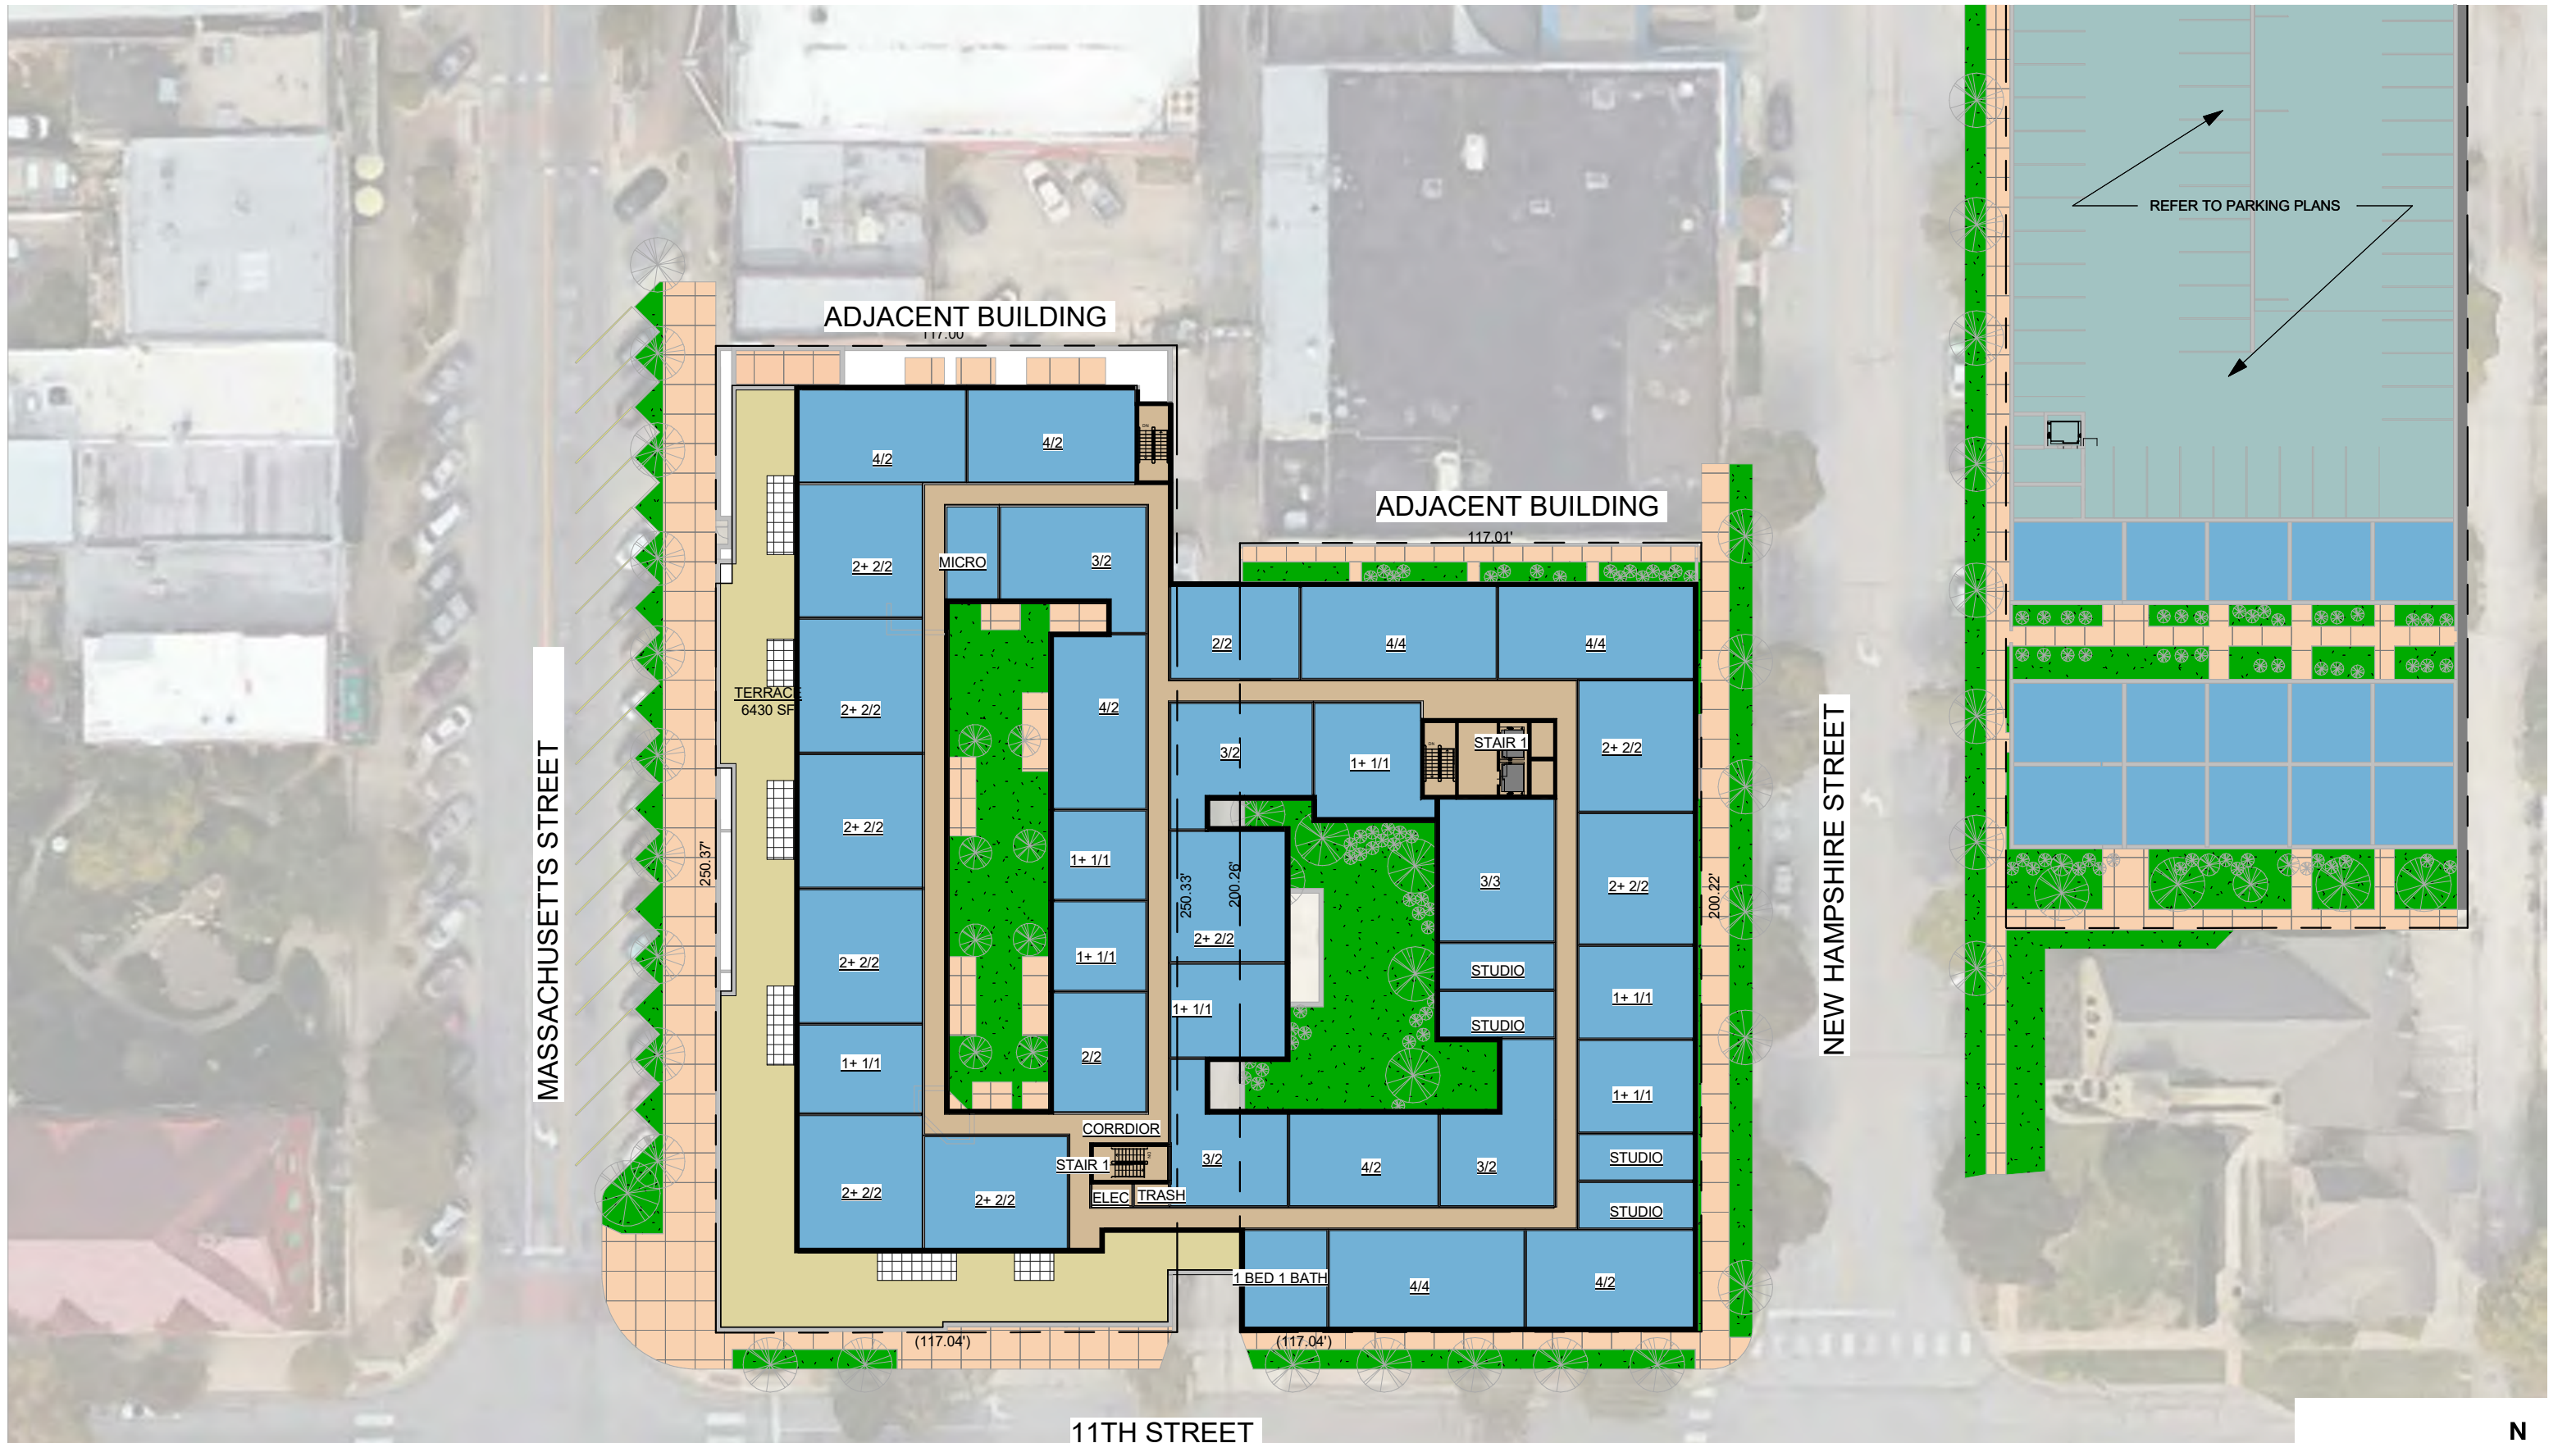 REFER TO PARKING PLANS
ADJACENT BUILDING
117.00
4/2
4/2
ADJACENT BUILDING
117.01'
MICRO
3/2
2+ 2/2
2/2
4/4
4/4
TERRACE
6430 SF
2+ 2/2
4/2
3/2
1+ 1/1
STAIR 1
2+ 2/2
2+ 2/2
1+ 1/1
250.37'
250.33'
200.26'
3/3
2+ 2/2
200.22'
MASSACHUSETTS STREET
NEW HAMPSHIRE STREET
2+ 2/2
1+ 1/1
2+ 2/2
STUDIO
1+ 1/1
1+ 1/1
STUDIO
1+ 1/1
2/2
1+ 1/1
CORRDIOR
STAIR 1
3/2
4/2
3/2
STUDIO
2+ 2/2
2+ 2/2
ELEC
TRASH
STUDIO
1 BED 1 BATH
4/4
4/2
(117.04')
(117.04')
11TH STREET
N